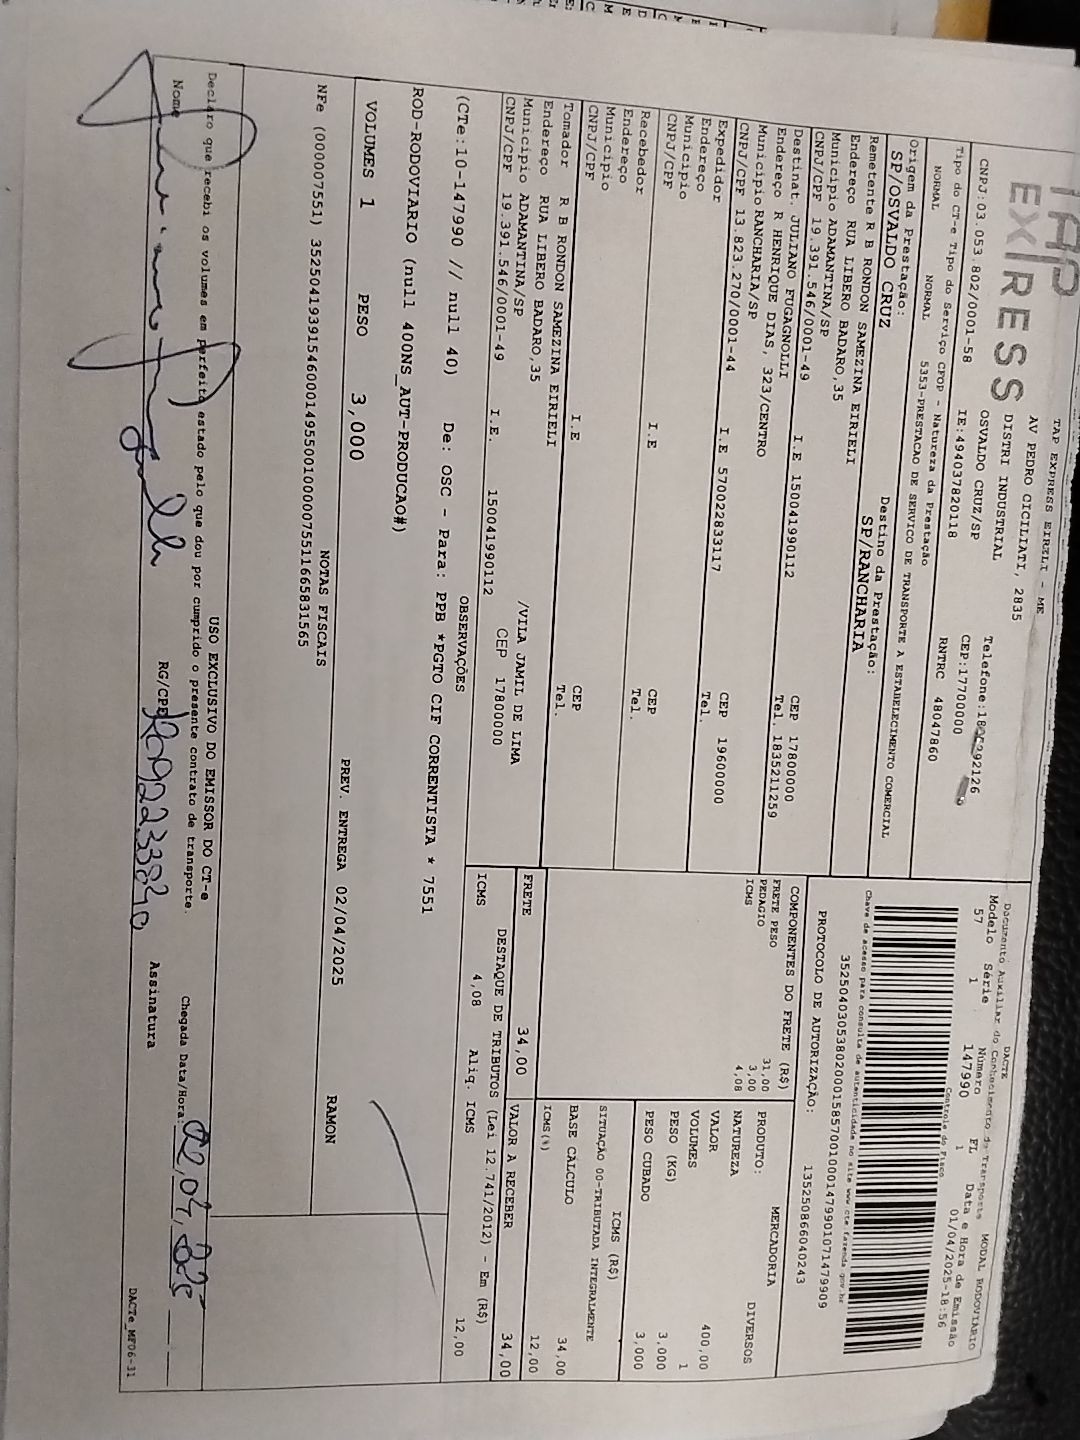 TAP
EX/RESS
TAP EXPRESS EIRELI - ME
AV PEDRO CICILIATI, 2835
DISTRI INDUSTRIAL
OSVALDO CRUZ/SP
Telefone:
CNPJ:03.053.802/0001-58 IE:494037820118 CEP:17700000
Tipo do CT-e Tipo do Serviço CFOP - Natureza da Prestação RNTRC 48047860
NORMAL NORMAL 5353-PRESTACAO DE SERVICO DE TRANSPORTE A ESTABELECIMENTO COMERCIAL
Origem da Prestação: Destino da Prestação:
SP/OSVALDO CRUZ SP/RANCHARIA
Remetente R B RONDON SAMEZINA EIRIELI
Endereço RUA LIBERO BADARO,35
Municipio ADAMANTINA/SP CEP 17800000
CNPJ/CPF 19.391.546/0001-49 I.E 150041990112 Tel. 1835211259
Destinat. JULIANO FUGAGNOLLI
Endereço R HENRIQUE DIAS, 323/CENTRO
Municipio RANCHARIA/SP CEP 19600000
CNPJ/CPF 13.823.270/0001-44 I.E 570022833117 Tel.
Expedidor
Endereço
Municipio CEP
CNPJ/CPF I.E Tel.
Recebedor
Endereço
Municipio CEP
CNPJ/CPF I.E Tel.
Tomador R B RONDON SAMEZINA EIRIELI
Endereço RUA LIBERO BADARO,35 /VILA JAMIL DE LIMA
Municipio ADAMANTINA/SP CEP 17800000
CNPJ/CPF 19.391.546/0001-49 I.E. 150041990112
DACTE MODAL RODOVIARIO
Documento Auxiliar do Conhecimento de Transporte
Modelo Série Número FL Data e Hora de Emissão
57 1 147990 1 01/04/2025-18:56
Controle do Fisco
Chave de acesso para consulta de autenticidade no site www.cte.fazenda.gov.br
35250403053802000158570010001479901071479909
PROTOCOLO DE AUTORIZAÇÃO: 135250866040243
COMPONENTES DO FRETE (R$)
FRETE PESO 31,00
PEDAGIO 3,00
ICMS 4,08
PRODUTO: MERCADORIA
NATUREZA DIVERSOS
VALOR 400,00
VOLUMES 1
PESO (KG) 3,000
PESO CUBADO 3,000
ICMS (R$)
SITUAÇÃO 00-TRIBUTADA INTEGRALMENTE
BASE CÁLCULO 34,00
ICMS(%) 12,00
FRETE 34,00 VALOR A RECEBER 34,00
DESTAQUE DE TRIBUTOS (Lei 12.741/2012) - Em (R$)
ICMS 4,08 Aliq. ICMS 12,00
OBSERVAÇÕES
(CTe:10-147990 // null 40) De: OSC - Para: PPB *PGTO CIF CORRENTISTA * 7551
ROD-RODOVIARIO (null 400NS_AUT-PRODUCAO#)
VOLUMES 1 PESO 3,000 PREV. ENTREGA 02/04/2025 RAMON
NOTAS FISCAIS
NFe (000007551) 35250419391546000149550010000075511665831565
USO EXCLUSIVO DO EMISSOR DO CT-e
Declaro que recebi os volumes em perfeito estado pelo que dou por cumprido o presente contrato de transporte.
Chegada Data/Hora: 02,04,
Nome RG/CPF Assinatura
DACTe_MF06-31